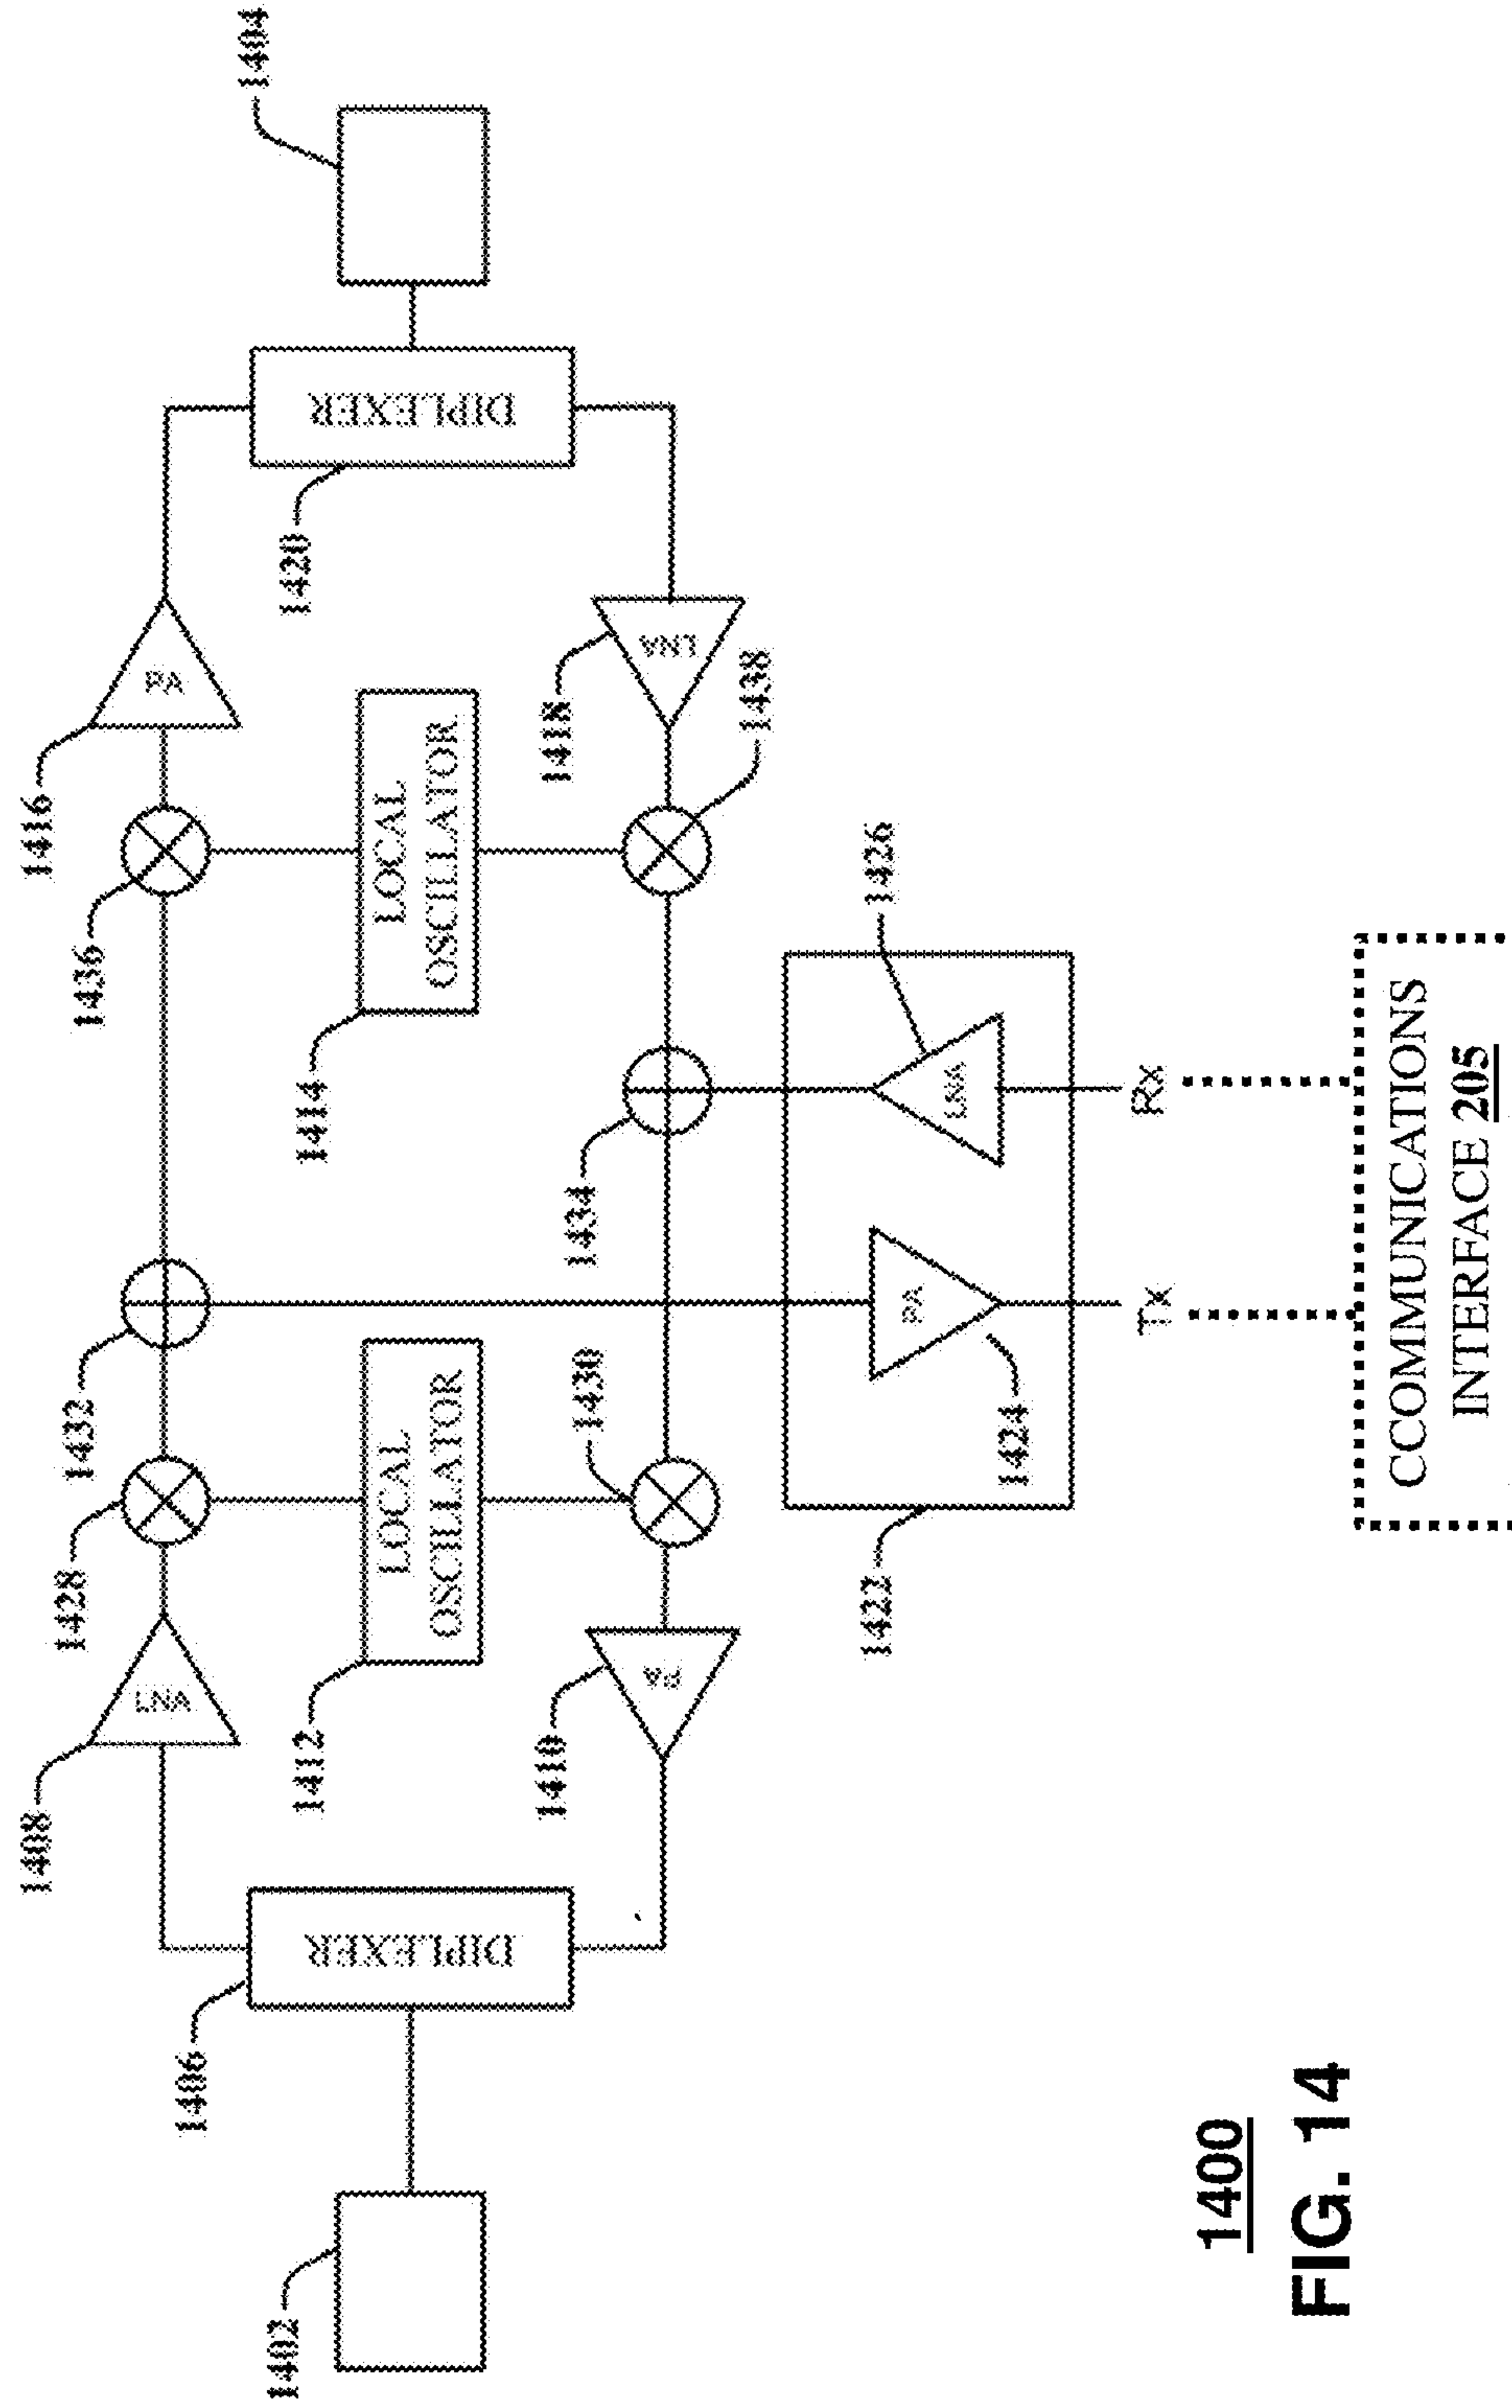 1408
1416
1428
1432
1436
LNA
PA
1406
1402
1412
1414
1420
1404
DIPLEXER
LOCAL
OSCILLATOR
LOCAL
OSCILLATOR
DIPLEXER
1410
1430
1434
1418
PA
LNA
1438
1422
1424
1426
PA
LNA
Tx
Rx
CCOMMUNICATIONS
INTERFACE 205
1400
FIG. 14